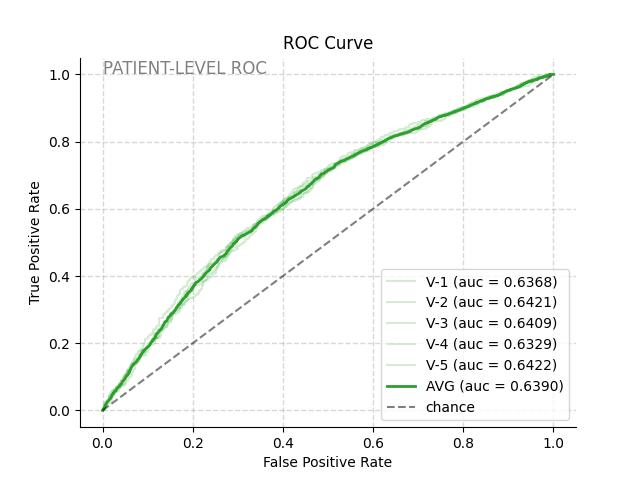 ROC Curve
PATIENT-LEVEL ROC
True Positive Rate
1.0
0.8
0.6
0.4
0.2
0.0
V-1 (auc = 0.6368)
V-2 (auc = 0.6421)
V-3 (auc = 0.6409)
V-4 (auc = 0.6329)
V-5 (auc = 0.6422)
AVG (auc = 0.6390)
chance
0.0 0.2 0.4 0.6 0.8 1.0
False Positive Rate